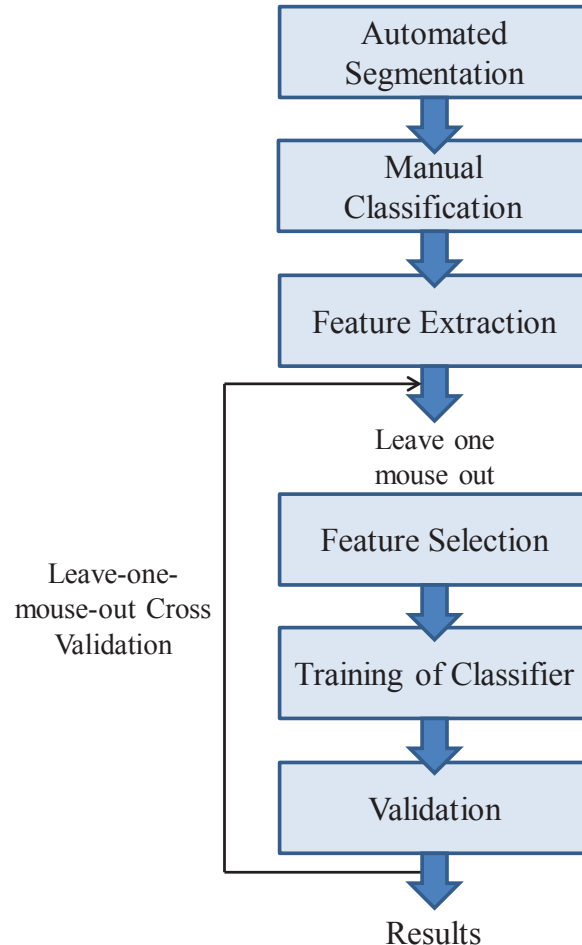 Automated
Segmentation
Manual
Classification
Feature Extraction
Leave one
mouse out
Feature Selection
Leave-one-
mouse-out Cross
Validation
Training of Classifier
Validation
Results